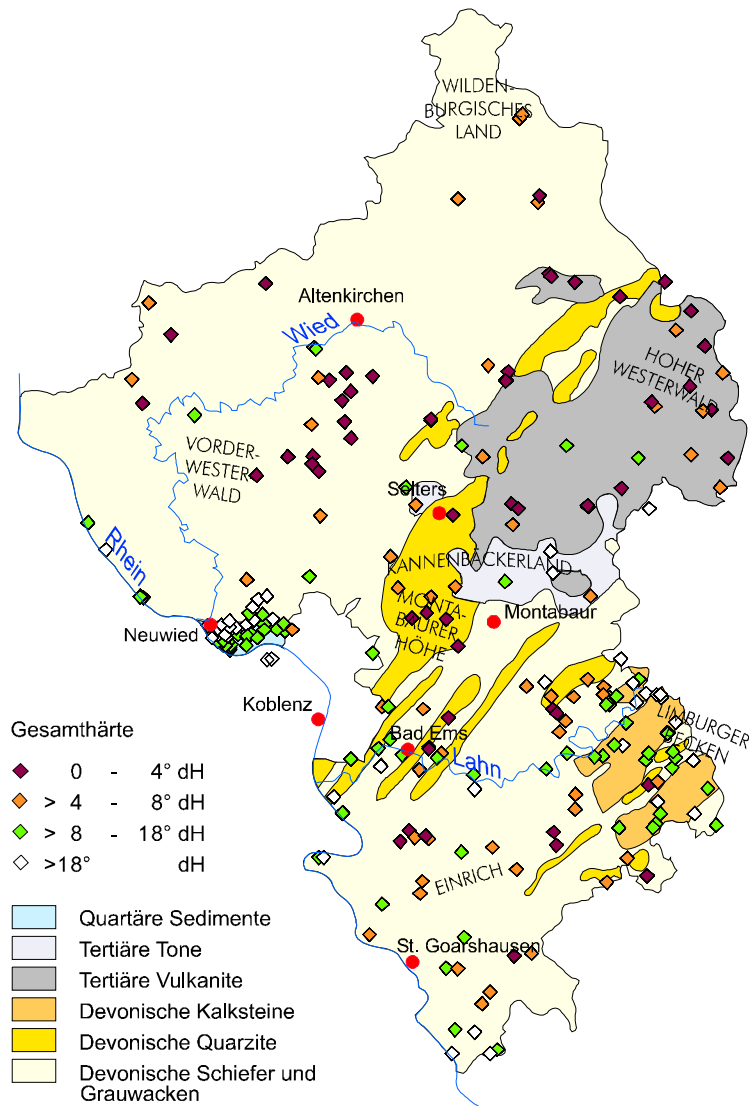 WILDEN-
BURGISCHES
LAND
Altenkirchen
Wied
HOHER
WESTERWALD
VORDER-
WESTER
WALD
Selters
Rhein
KANNENBÄCKERLAND
MONTA-
BAURER
HÖHE
Montabaur
Neuwied
Koblenz
LIMBURGER
BECKEN
Bad Ems
Lahn
Gesamthärte
0 - 4° dH
> 4 - 8° dH
> 8 - 18° dH
>18° dH
EINRICH
St. Goarshausen
Quartäre Sedimente
Tertiäre Tone
Tertiäre Vulkanite
Devonische Kalksteine
Devonische Quarzite
Devonische Schiefer und
Grauwacken